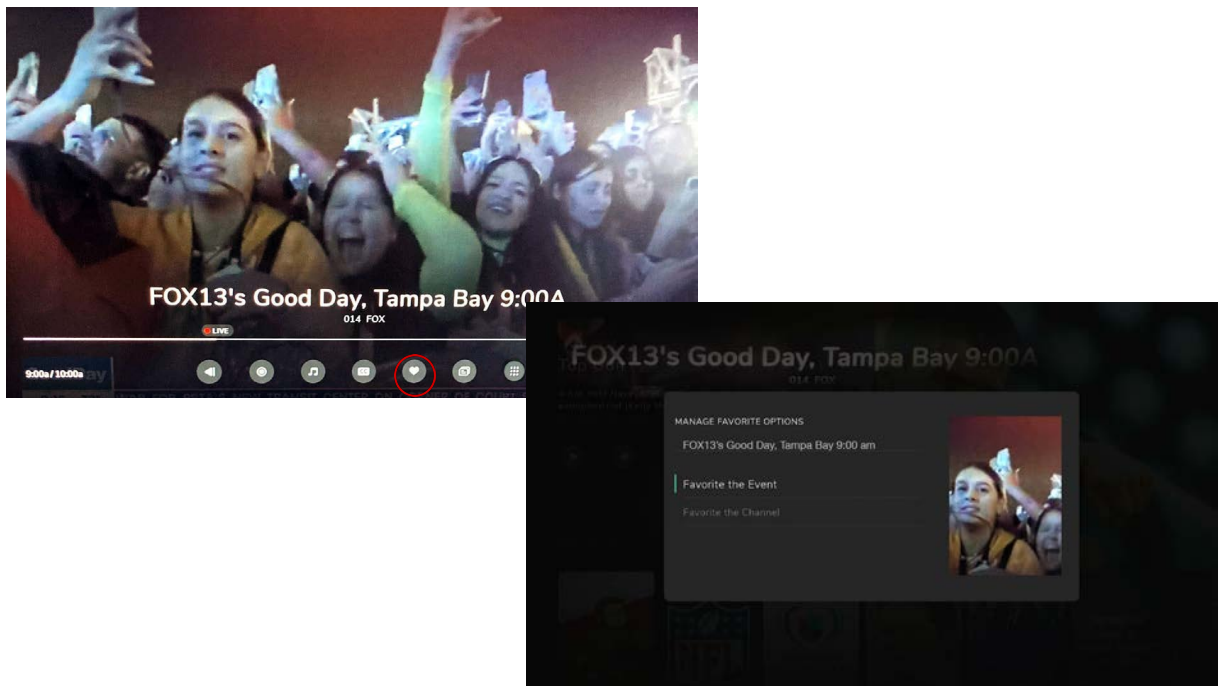 FOX13's Good Day, Tampa Bay 9:00A
014 FOX
LIVE
9:00a / 10:00a
CC
FOX13's Good Day, Tampa Bay 9:00A
014 FOX
MANAGE FAVORITE OPTIONS
FOX13's Good Day, Tampa Bay 9:00 am
Favorite the Event
Favorite the Channel
NFL